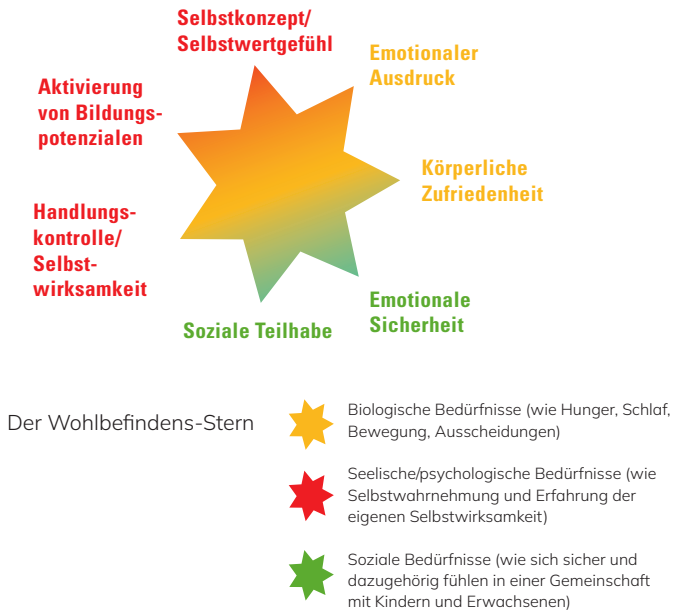 Selbstkonzept/
Selbstwertgefühl
Emotionaler
Ausdruck
Aktivierung
von Bildungs-
potenzialen
Körperliche
Zufriedenheit
Handlungs-
kontrolle/
Selbst-
wirksamkeit
Emotionale
Sicherheit
Soziale Teilhabe
Der Wohlbefindens-Stern
Biologische Bedürfnisse (wie Hunger, Schlaf,
Bewegung, Ausscheidungen)
Seelische/psychologische Bedürfnisse (wie
Selbstwahrnehmung und Erfahrung der
eigenen Selbstwirksamkeit)
Soziale Bedürfnisse (wie sich sicher und
dazugehörig fühlen in einer Gemeinschaft
mit Kindern und Erwachsenen)